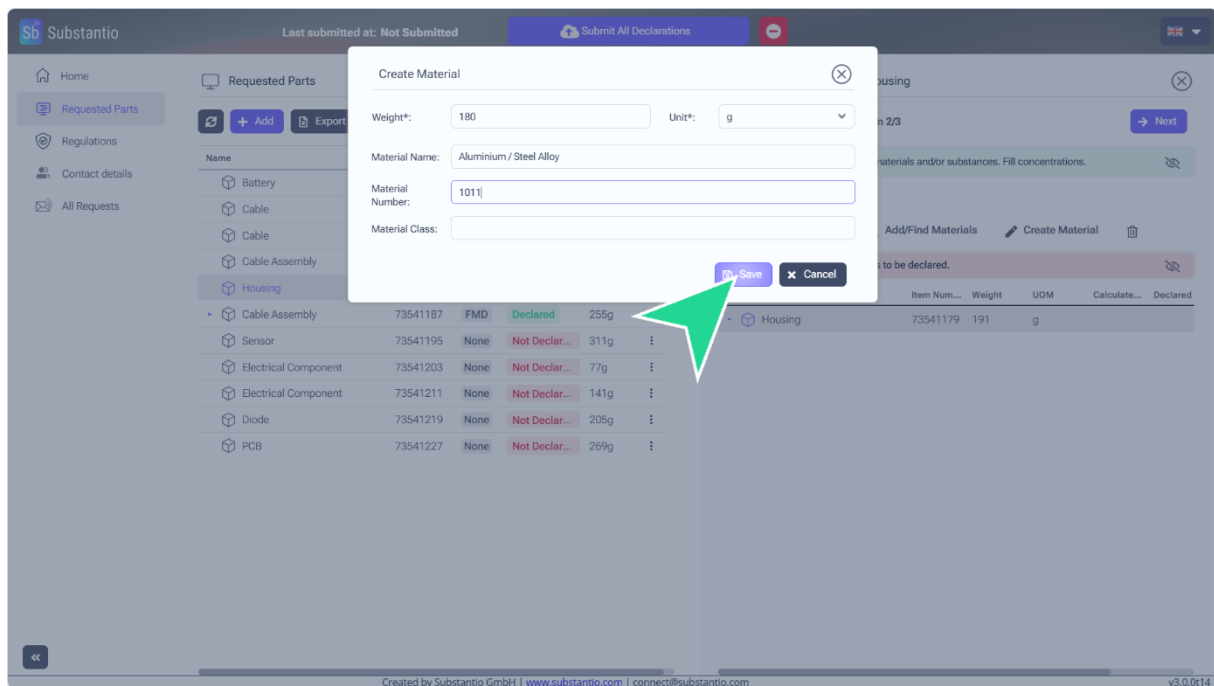 Sb Substantio
Last submitted at: Not Submitted
Submit All Declarations
Home
Requested Parts
Regulations
Contact details
All Requests
Requested Parts
+ Add
Export
Name
Battery
Cable
Cable
Cable Assembly
Housing
Cable Assembly 73541187 FMD Declared 255g
Sensor 73541195 None Not Declar... 311g
Electrical Component 73541203 None Not Declar... 77g
Electrical Component 73541211 None Not Declar... 141g
Diode 73541219 None Not Declar... 205g
PCB 73541227 None Not Declar... 269g
Create Material
Weight*: 180 Unit*: g
Material Name: Aluminium / Steel Alloy
Material
Number: 1011
Material Class:
Save
Cancel
2/3
Next
materials and/or substances. Fill concentrations.
Add/Find Materials
Create Material
to be declared.
Item Num... Weight UOM Calculate... Declared
Housing 73541179 191 g
Created by Substantio GmbH | www.substantio.com | connect@substantio.com
v3.0.0t14